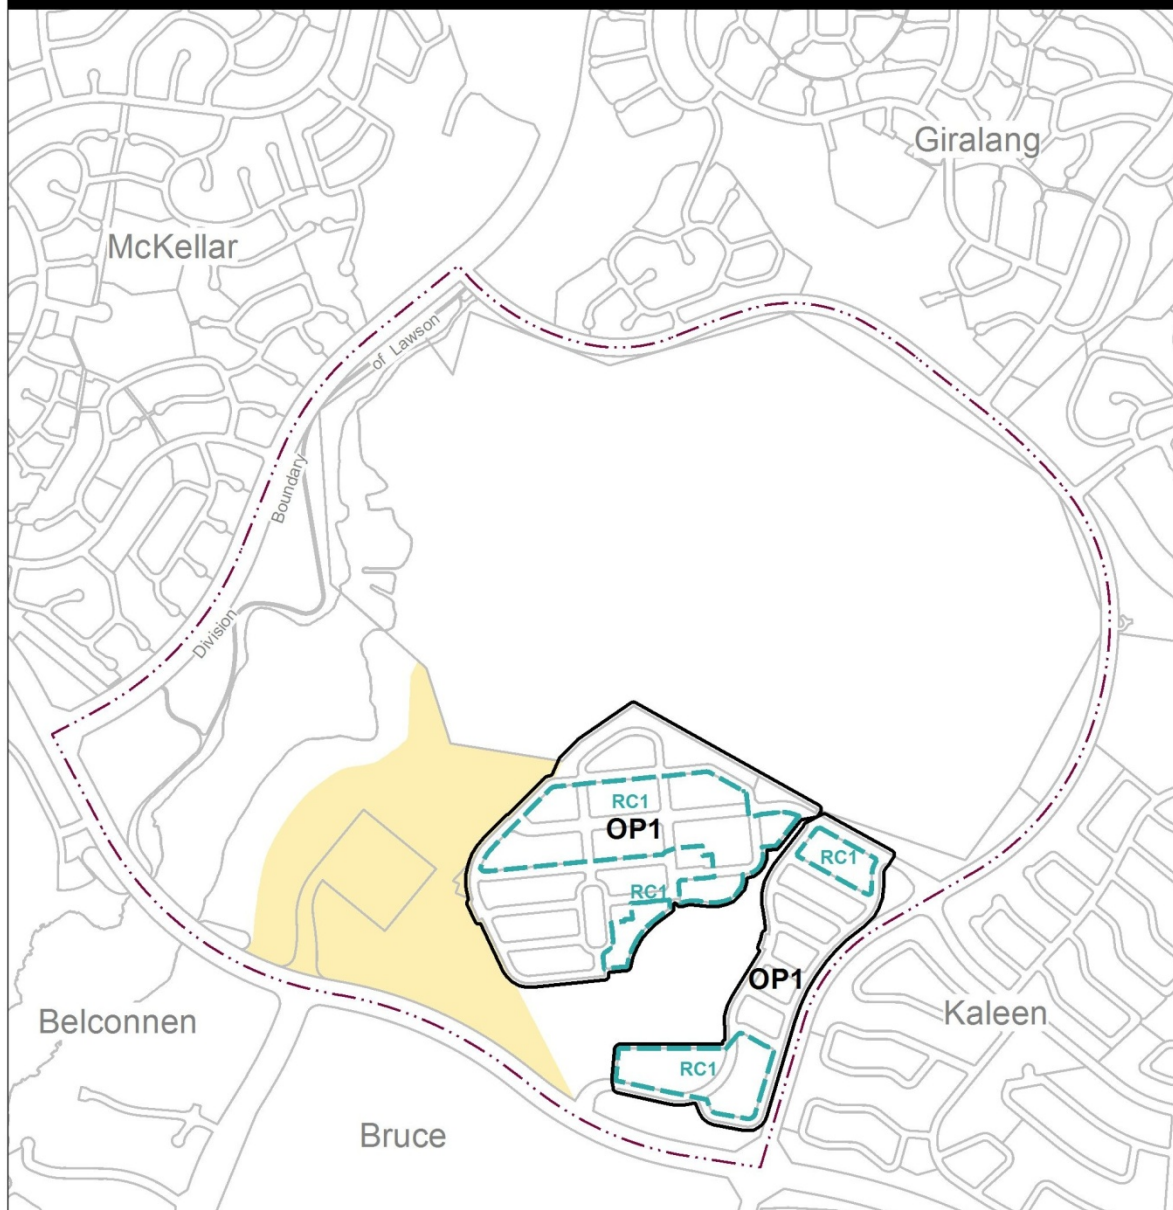 Giralang
McKellar
of Lawson
Boundary
Division
RC1
OP1
RC1
RC1
OP1
Kaleen
Belconnen
RC1
Bruce